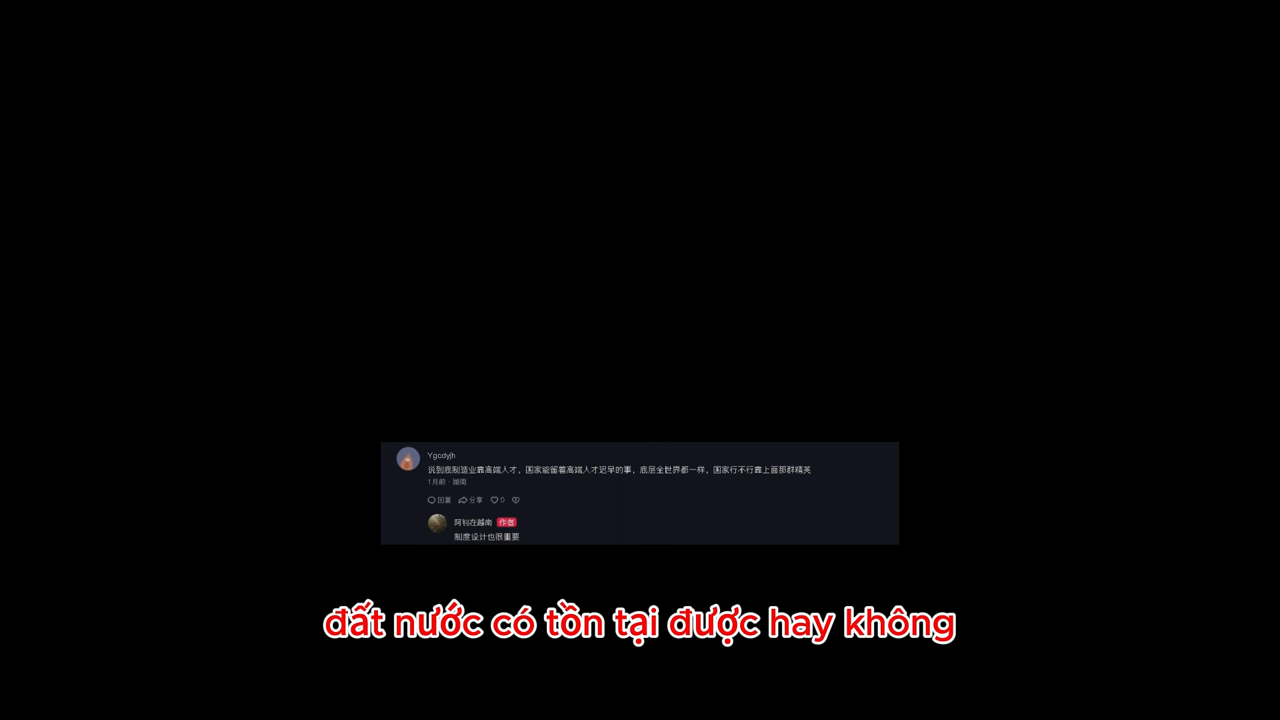 Ygcdyjh
说到底制造业靠高端人才，国家能留着高端人才迟早的事，底层全世界都一样，国家行不行靠上面那群精英
1月前 · 湖南
回复 分享 0
阿钊在越南 作者
制度设计也很重要
đất nước có tồn tại được hay không